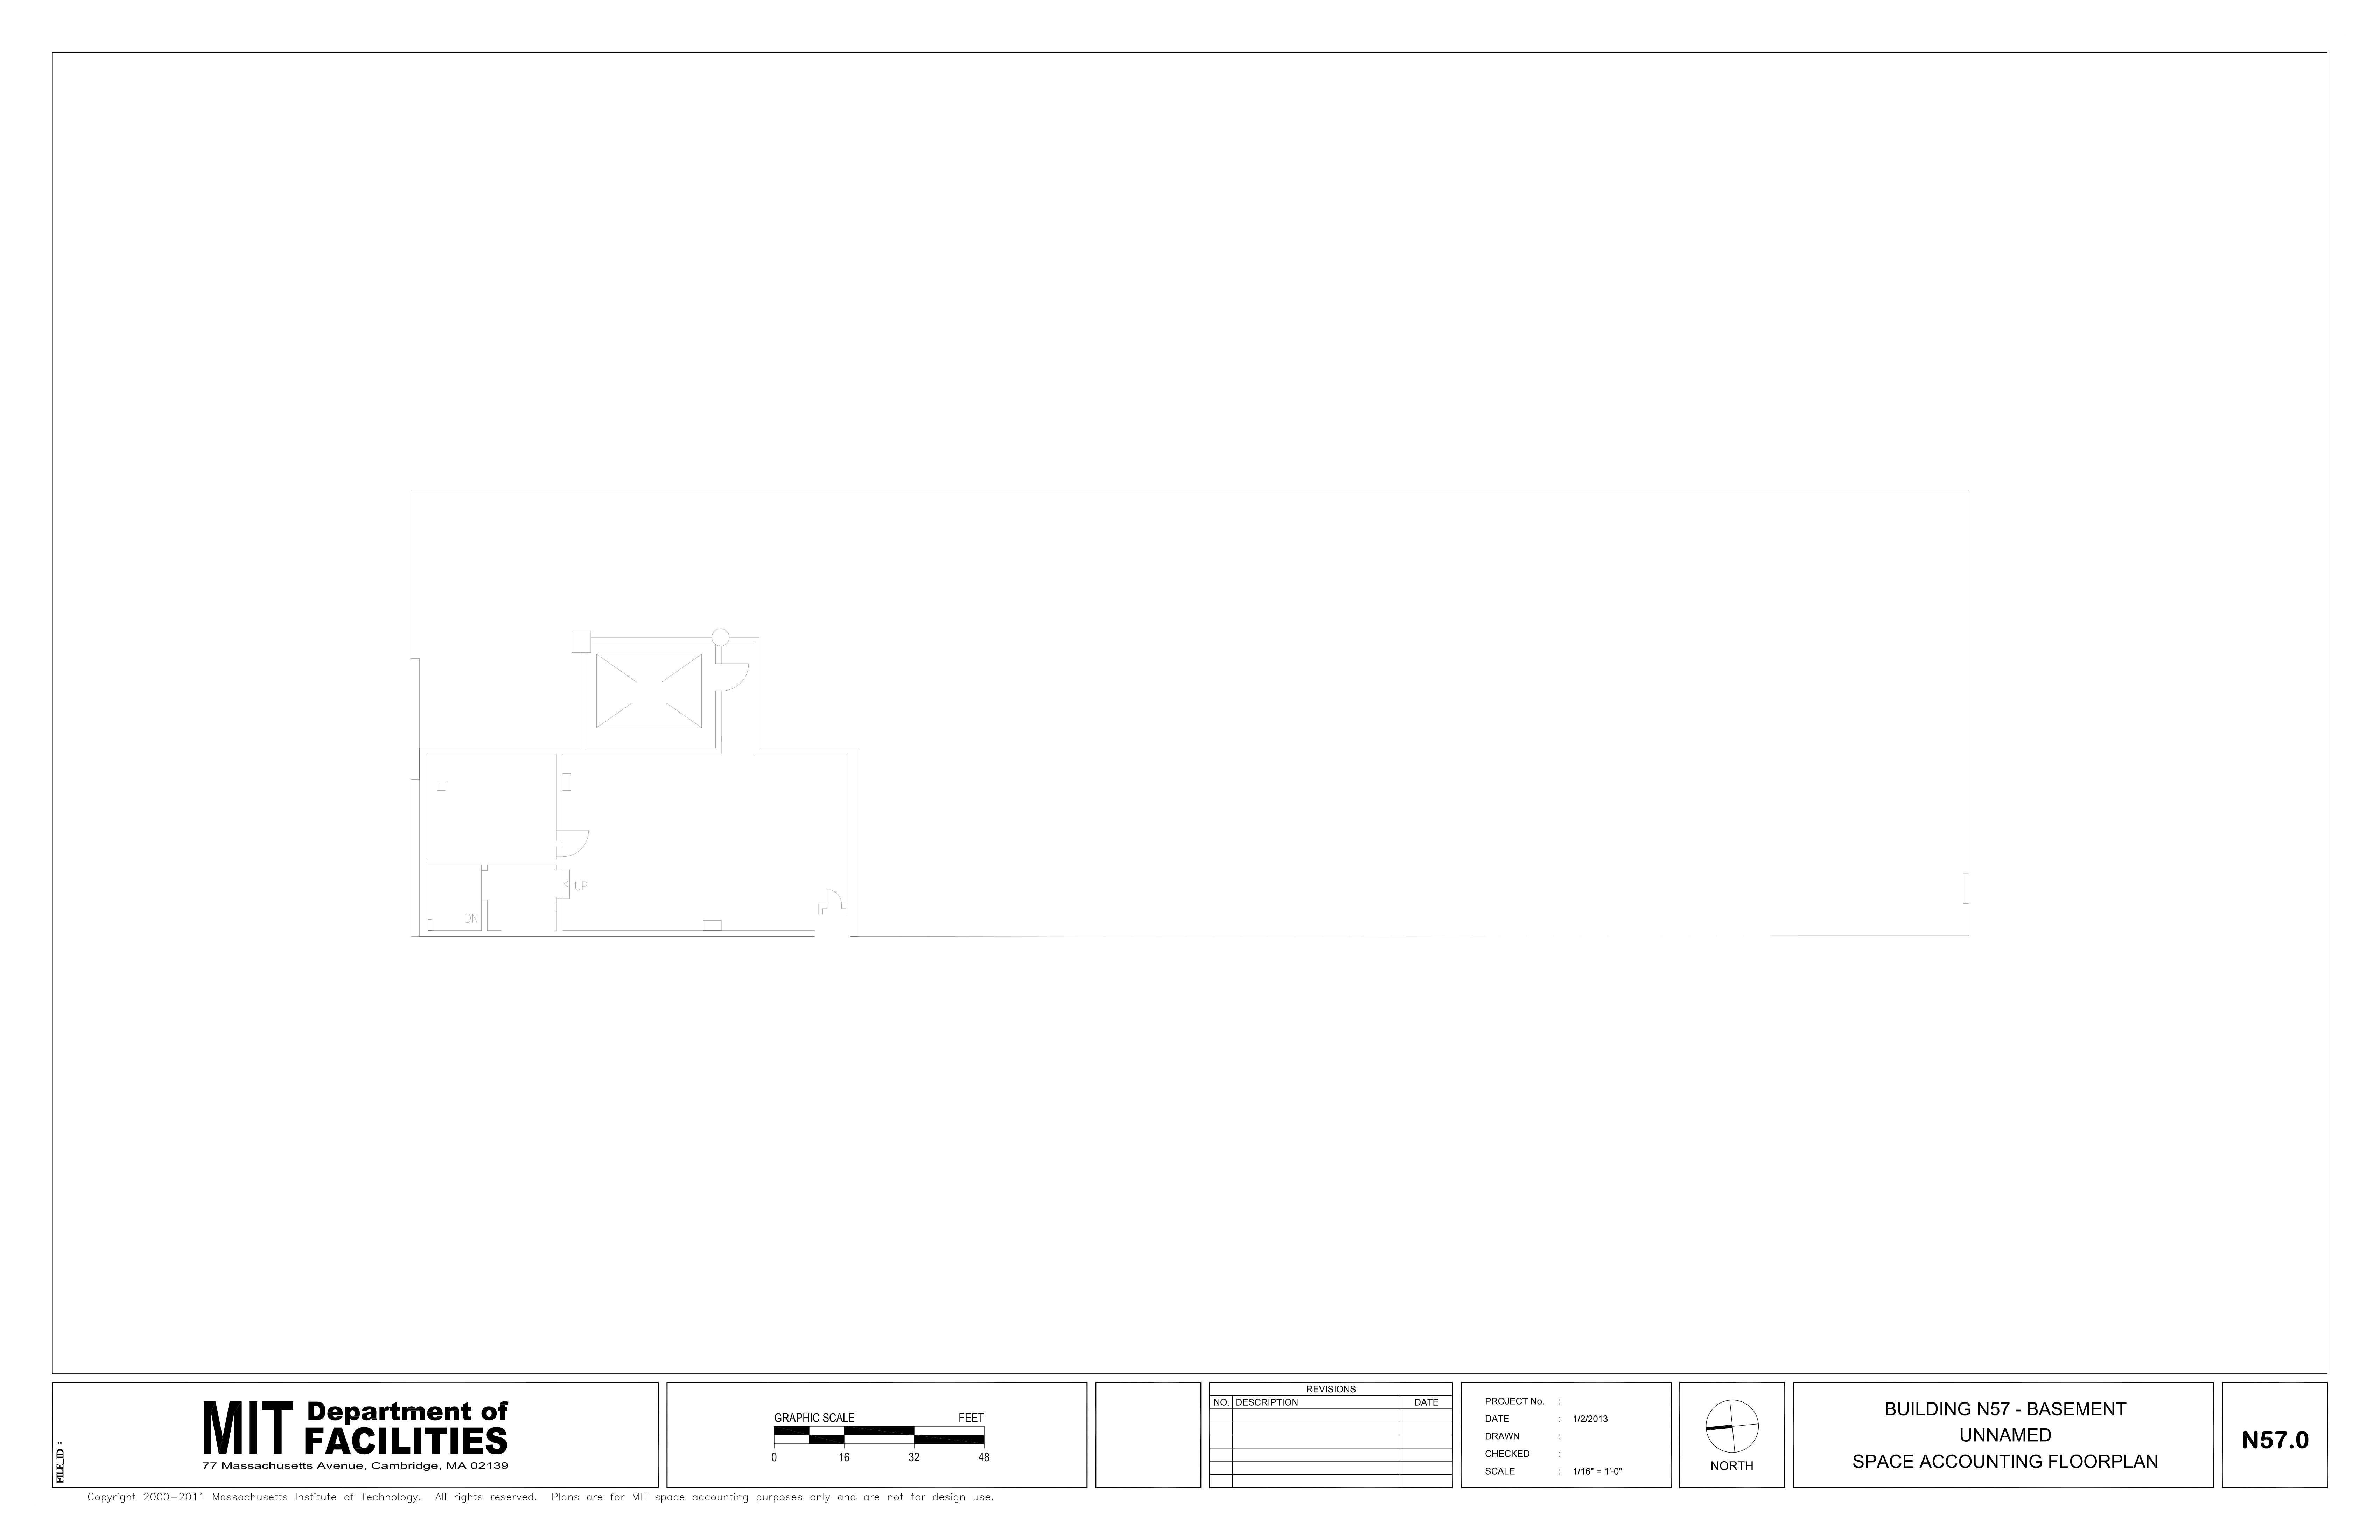 UP
DN
FILE_ID :
MIT Department of
FACILITIES
77 Massachusetts Avenue, Cambridge, MA 02139
GRAPHIC SCALE FEET
0 16 32 48
REVISIONS
NO. DESCRIPTION DATE
PROJECT No. :
DATE : 1/2/2013
DRAWN :
CHECKED :
SCALE : 1/16" = 1'-0"
NORTH
BUILDING N57 - BASEMENT
UNNAMED
SPACE ACCOUNTING FLOORPLAN
N57.0
Copyright 2000-2011 Massachusetts Institute of Technology. All rights reserved. Plans are for MIT space accounting purposes only and are not for design use.